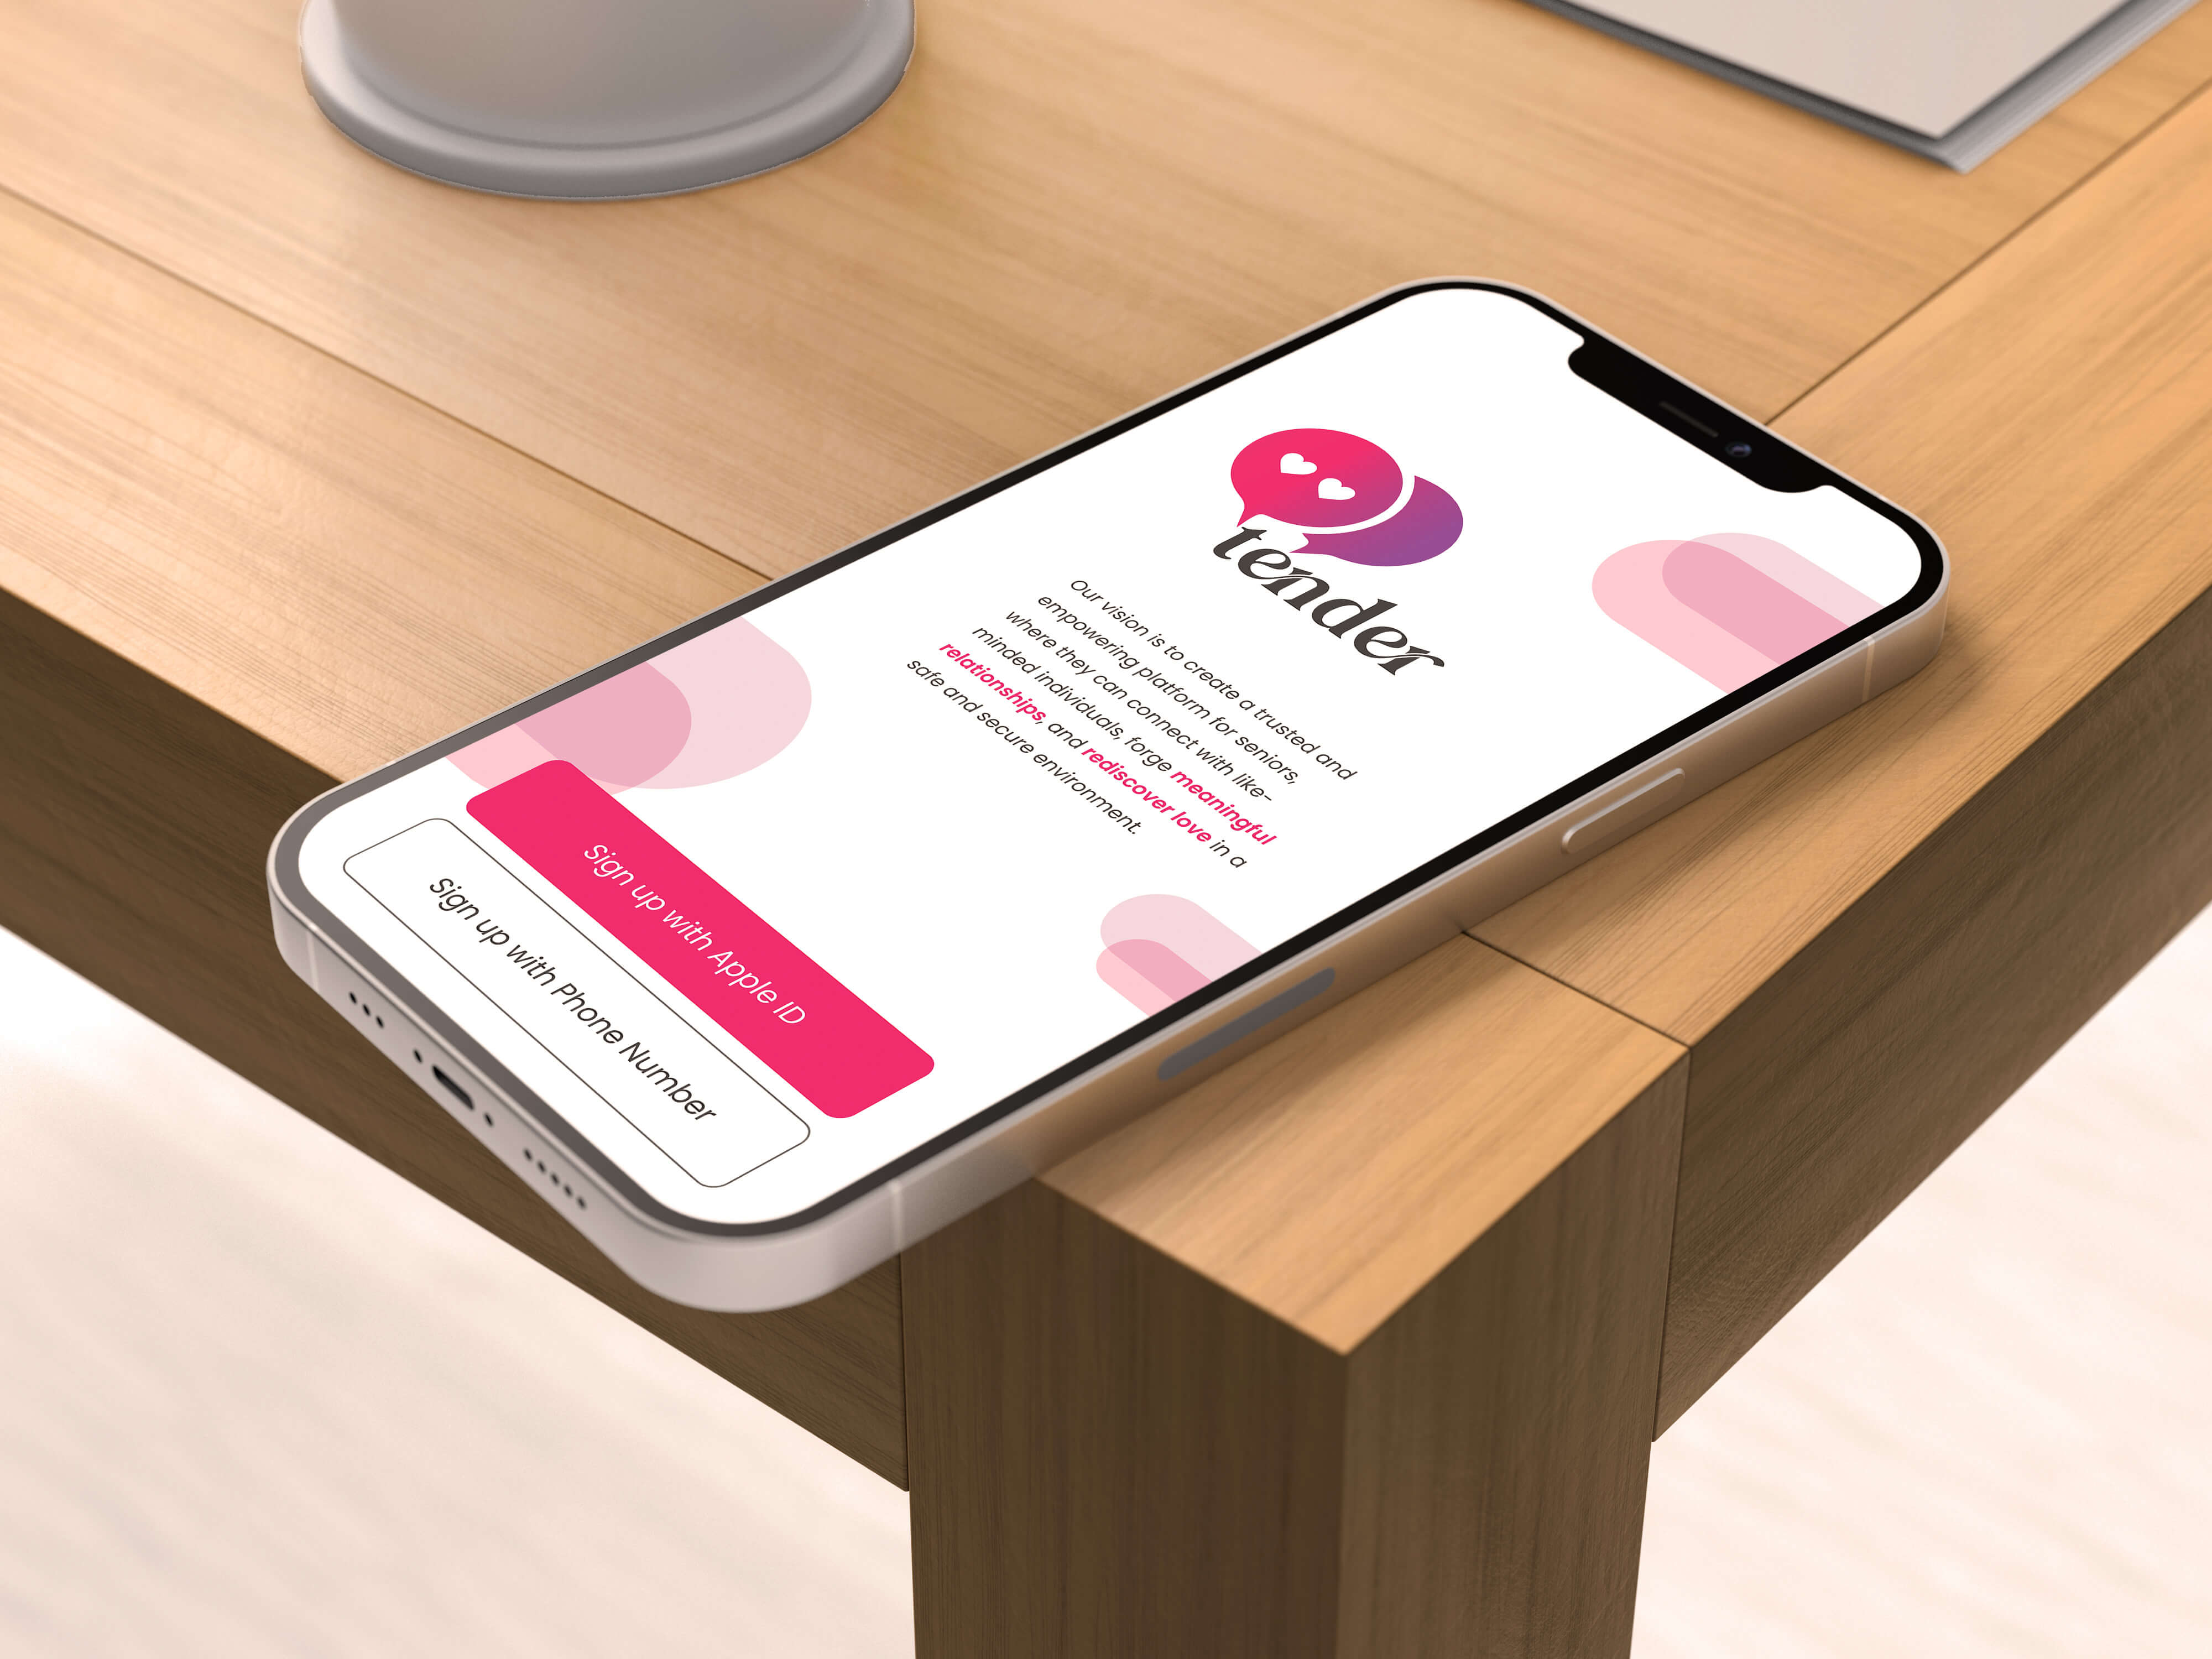 tender
Our vision is to create a trusted and
empowering platform for seniors,
where they can connect with like-
minded individuals, forge meaningful
relationships, and rediscover love in a
safe and secure environment.
Sign up with Apple ID
Sign up with Phone Number